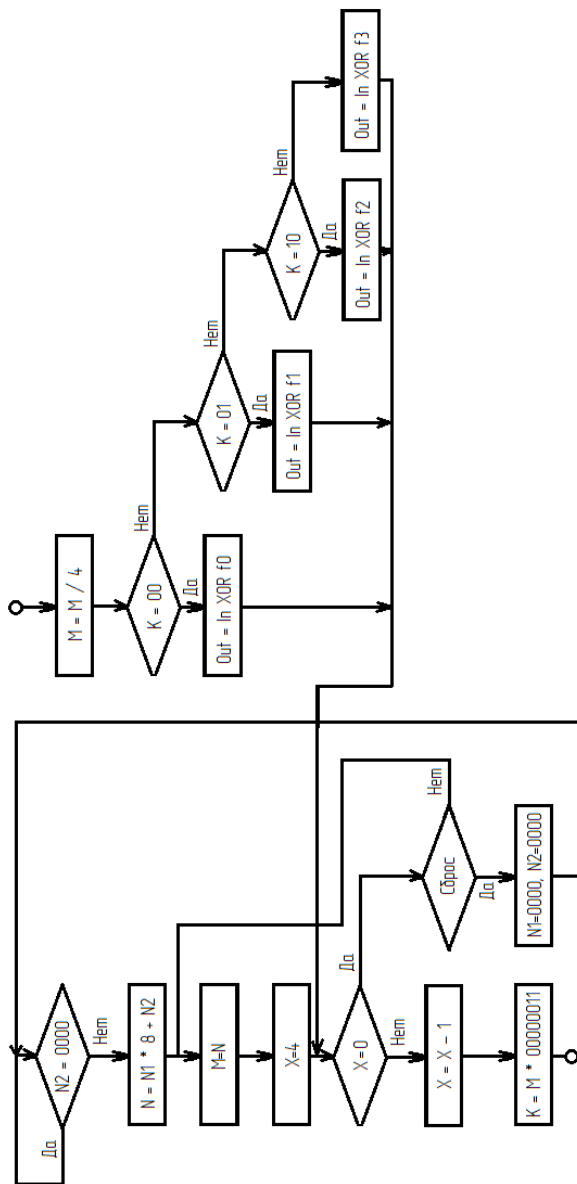 N2 = 0000
Да
Нет
N = N1 * 8 + N2
M=N
X=4
X=0
Да
Нет
X = X - 1
K = M * 00000011
Сброс
Нет
Да
N1=0000, N2=0000
M = M / 4
K = 00
Нет
Да
Out = In XOR f0
K = 01
Нет
Да
Out = In XOR f1
K = 10
Нет
Да
Out = In XOR f2
Out = In XOR f3